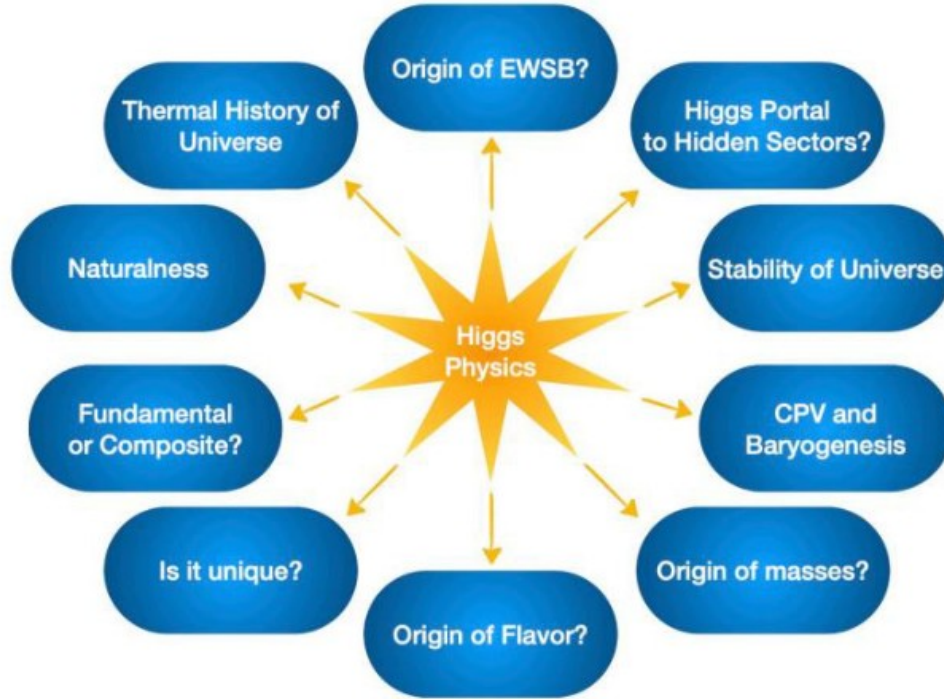 Origin of EWSB?
Thermal History of
Universe
Higgs Portal
to Hidden Sectors?
Naturalness
Stability of Universe
Higgs
Physics
Fundamental
or Composite?
CPV and
Baryogenesis
Is it unique?
Origin of masses?
Origin of Flavor?